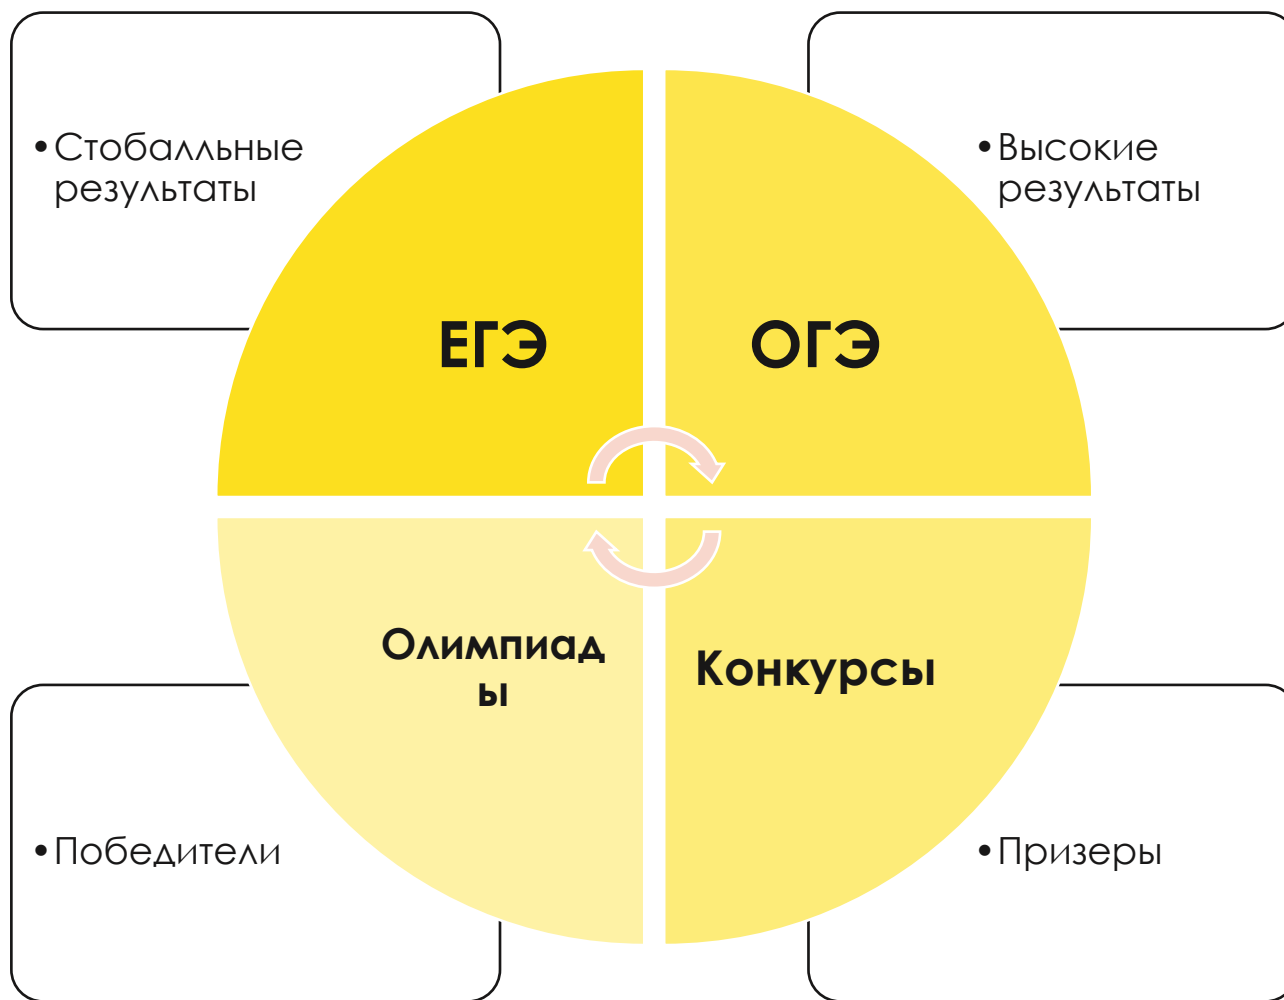 •Стобалльные
результаты
•Высокие
результаты
ЕГЭ
ОГЭ
Олимпиад
ы
Конкурсы
•Победители
•Призеры